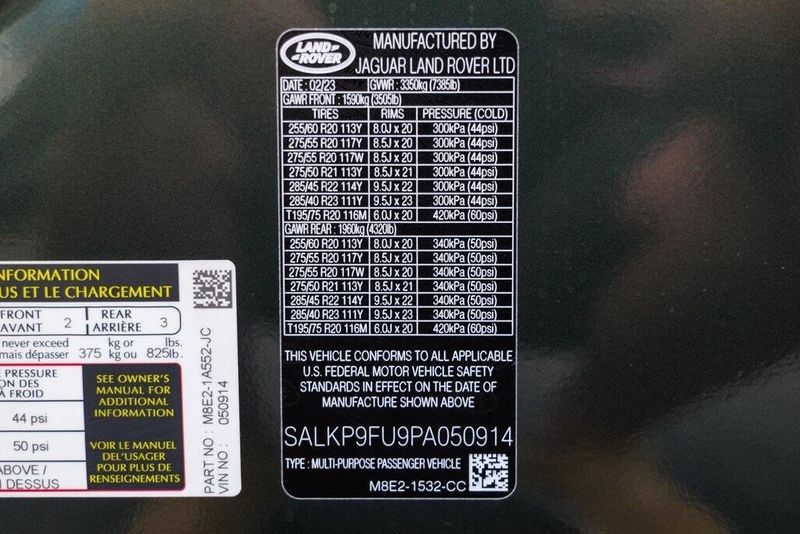 LAND
ROVER
MANUFACTURED BY
JAGUAR LAND ROVER LTD
DATE : 02/23 GVWR : 3350kg (7385lb)
GAWR FRONT : 1590kg (3505lb)
TIRES RIMS PRESSURE (COLD)
255/60 R20 113Y 8.0J x 20 300kPa (44psi)
275/55 R20 117Y 8.5J x 20 300kPa (44psi)
275/55 R20 117W 8.5J x 20 300kPa (44psi)
275/50 R21 113Y 8.5J x 21 300kPa (44psi)
285/45 R22 114Y 9.5J x 22 300kPa (44psi)
285/40 R23 111Y 9.5J x 23 300kPa (44psi)
T195/75 R20 116M 6.0J x 20 420kPa (60psi)
GAWR REAR : 1960kg (4320lb)
255/60 R20 113Y 8.0J x 20 340kPa (50psi)
275/55 R20 117Y 8.5J x 20 340kPa (50psi)
275/55 R20 117W 8.5J x 20 340kPa (50psi)
275/50 R21 113Y 8.5J x 21 340kPa (50psi)
285/45 R22 114Y 9.5J x 22 340kPa (50psi)
285/40 R23 111Y 9.5J x 23 340kPa (50psi)
T195/75 R20 116M 6.0J x 20 420kPa (60psi)
THIS VEHICLE CONFORMS TO ALL APPLICABLE
U.S. FEDERAL MOTOR VEHICLE SAFETY
STANDARDS IN EFFECT ON THE DATE OF
MANUFACTURE SHOWN ABOVE
SALKP9FU9PA050914
TYPE : MULTI-PURPOSE PASSENGER VEHICLE
M8E2-1532-CC
NFORMATION
US ET LE CHARGEMENT
FRONT
AVANT 2 REAR
ARRIÈRE 3
never exceed kg or lbs.
mais dépasser 375 kg ou 825lb.
PRESSURE
ON DES
À FROID
44 psi
50 psi
ABOVE /
DESSUS
SEE OWNER'S
MANUAL FOR
ADDITIONAL
INFORMATION
VOIR LE MANUEL
DEL'USAGER
POUR PLUS DE
RENSEIGNEMENTS
PART NO : M8E2-1A552-JC
VIN NO : 050914